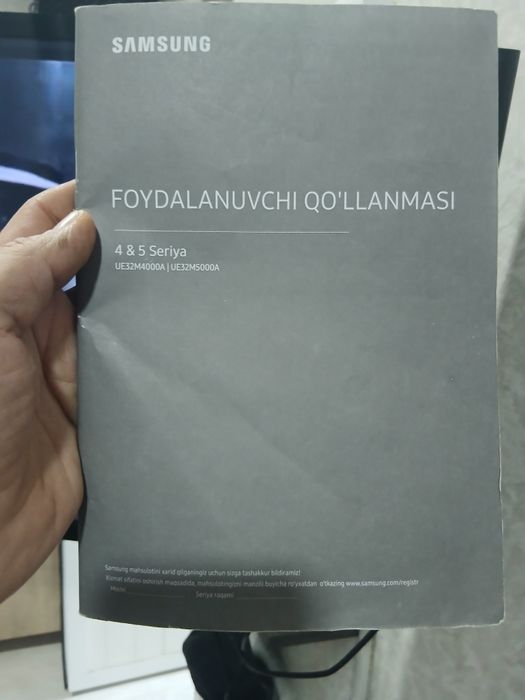 SAMSUNG
FOYDALANUVCHI QO'LLANMASI
4 & 5 Seriya
UE32M4000A | UE32M5000A
Samsung mahsulotini xarid qilganingiz uchun sizga tashakkur bildiramiz!
Xizmat sifatini oshirish maqsadida, mahsulotingizni manzili buyicha ro'yxatdan o'tkazing www.samsung.com/registr
Model Seriya raqami